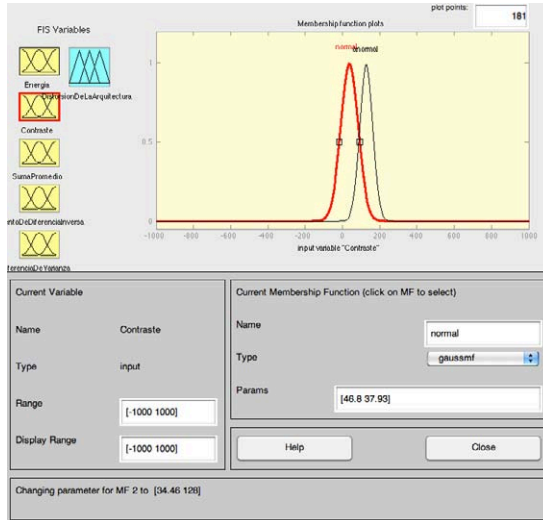 plot points:
181
FIS Variables
Membership function plots
normal
Energia
DistorsionDeLaArquitectura
Contraste
SumaPromedio
entoDeDiferenciaInversa
ferenciaDeVarianza
1
0.5
0
-1000 -800 -600 -400 -200 0 200 400 600 800 1000
input variable "Contraste"
Current Variable
Name Contraste
Type input
Range [-1000 1000]
Display Range [-1000 1000]
Current Membership Function (click on MF to select)
Name normal
Type gaussmf
Params [46.8 37.93]
Help Close
Changing parameter for MF 2 to [34.46 128]